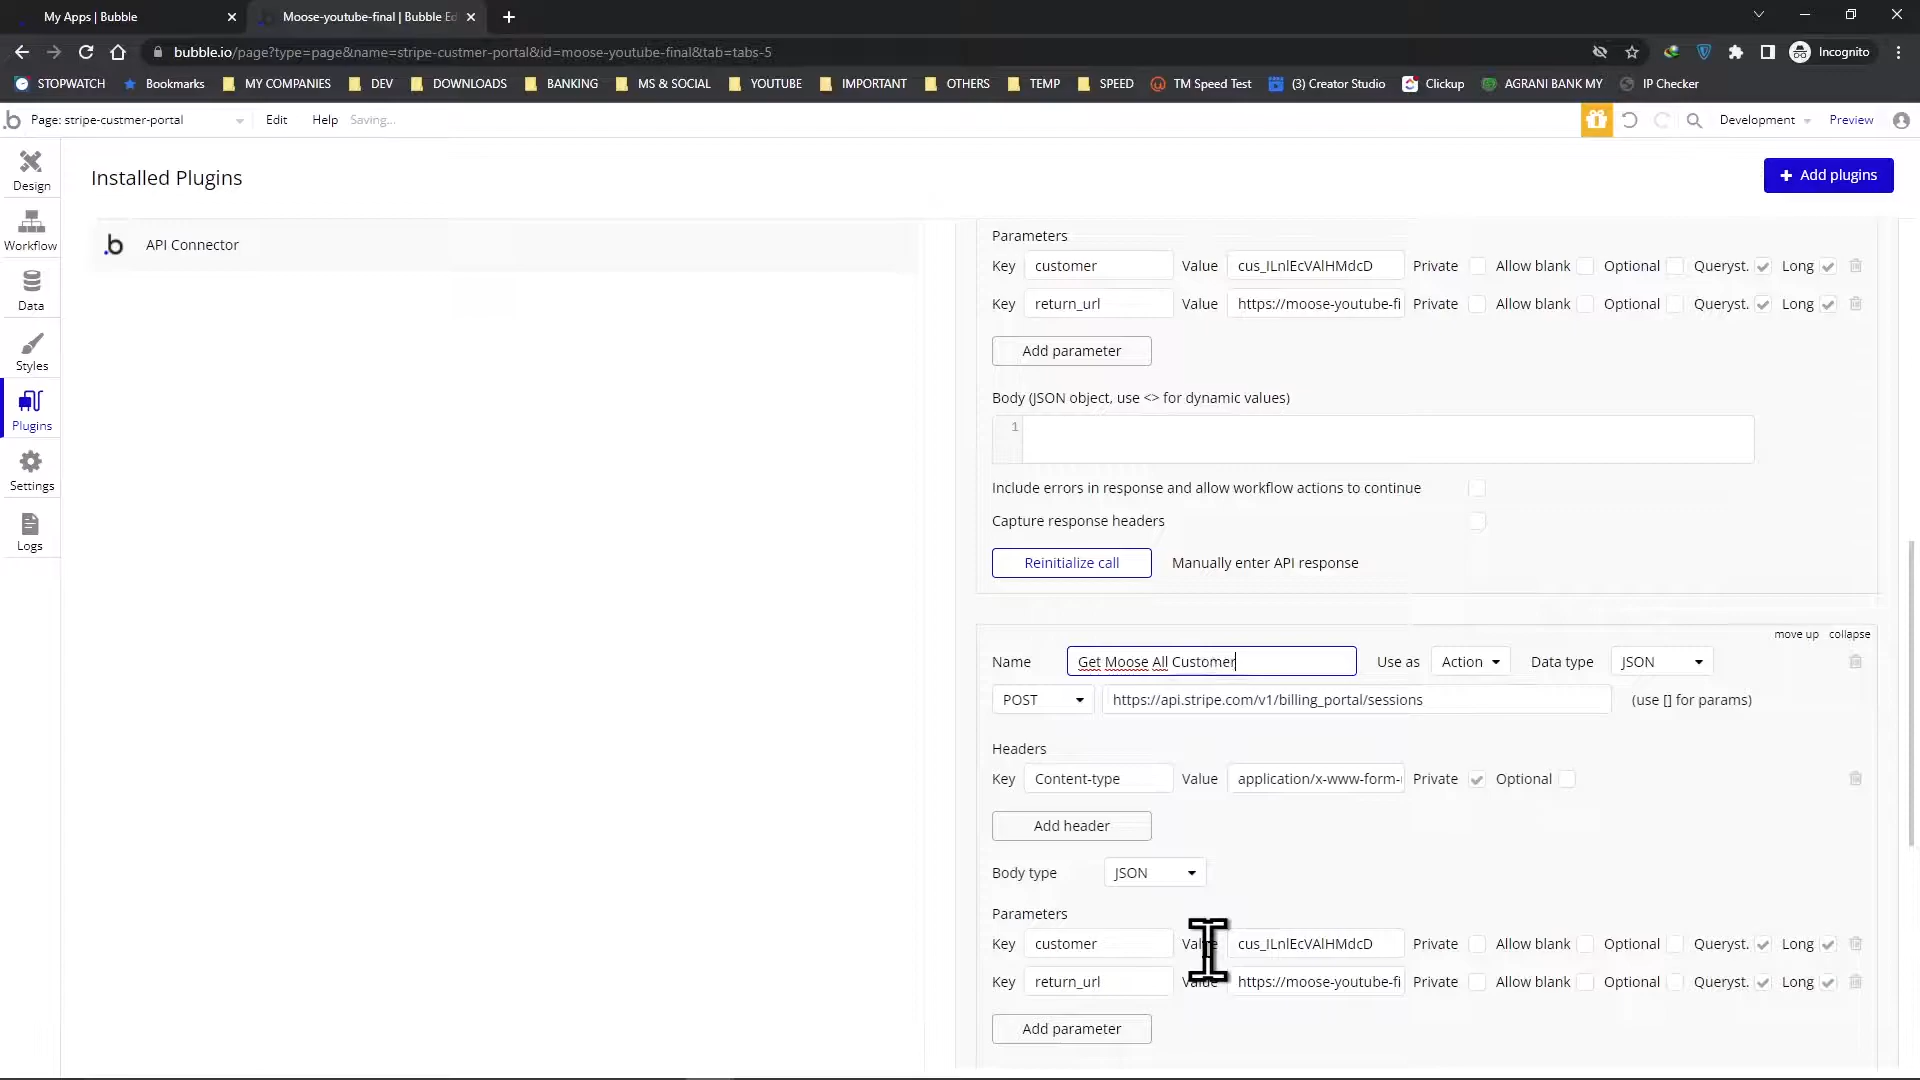 My Apps | Bubble
Moose-youtube-final | Bubble Ed
bubble.io/page?type=page&name=stripe-custmer-portal&id=moose-youtube-final&tab=tabs-5
Incognito
STOPWATCH
Bookmarks
MY COMPANIES
DEV
DOWNLOADS
BANKING
MS & SOCIAL
YOUTUBE
IMPORTANT
OTHERS
TEMP
SPEED
TM Speed Test
(3) Creator Studio
Clickup
AGRANI BANK MY
IP Checker
Page: stripe-custmer-portal
Edit
Help
Saving...
Development
Preview
Design
Workflow
Data
Styles
Plugins
Settings
Logs
Installed Plugins
+ Add plugins
API Connector
Parameters
Key customer Value cus_ILnlEcVAlHMdcD Private Allow blank Optional Queryst. Long
Key return_url Value https://moose-youtube-fi Private Allow blank Optional Queryst. Long
Add parameter
Body (JSON object, use <> for dynamic values)
1
Include errors in response and allow workflow actions to continue
Capture response headers
Reinitialize call Manually enter API response
move up collapse
Name Get Moose All Customer Use as Action Data type JSON
POST https://api.stripe.com/v1/billing_portal/sessions (use [] for params)
Headers
Key Content-type Value application/x-www-form- Private Optional
Add header
Body type JSON
Parameters
Key customer Value cus_ILnlEcVAlHMdcD Private Allow blank Optional Queryst. Long
Key return_url Value https://moose-youtube-fi Private Allow blank Optional Queryst. Long
Add parameter